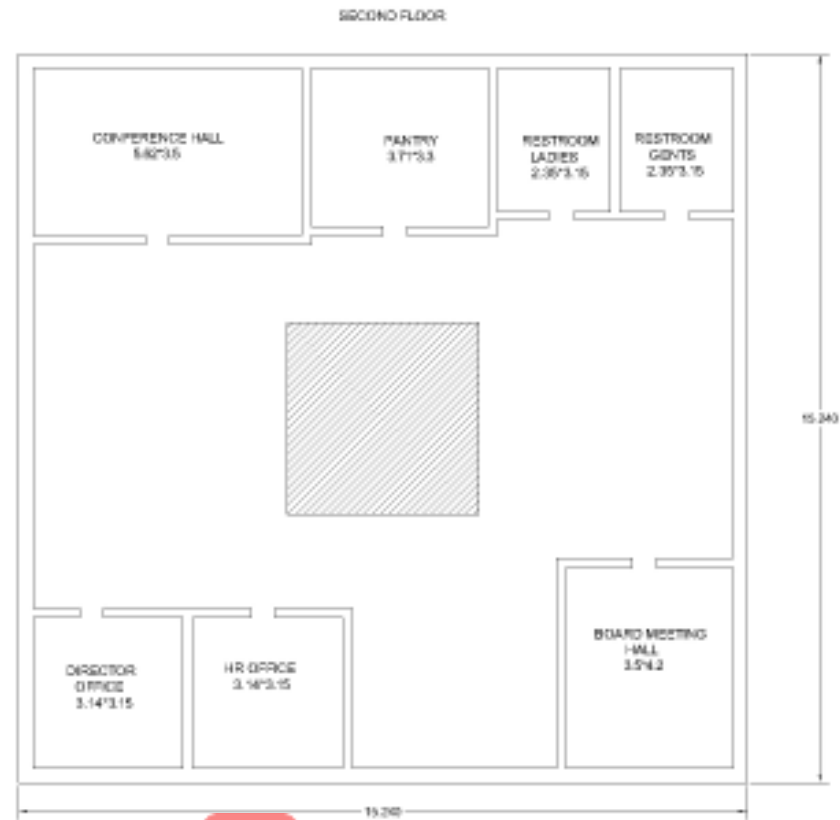 SECOND FLOOR
CONFERENCE HALL
5.62*3.5
PANTRY
3.71*3.3
RESTROOM
LADIES
2.35*3.15
RESTROOM
GENTS
2.35*3.15
15.240
DIRECTOR
OFFICE
3.14*3.15
HR OFFICE
3.14*3.15
BOARD MEETING
HALL
3.5*4.2
15.240